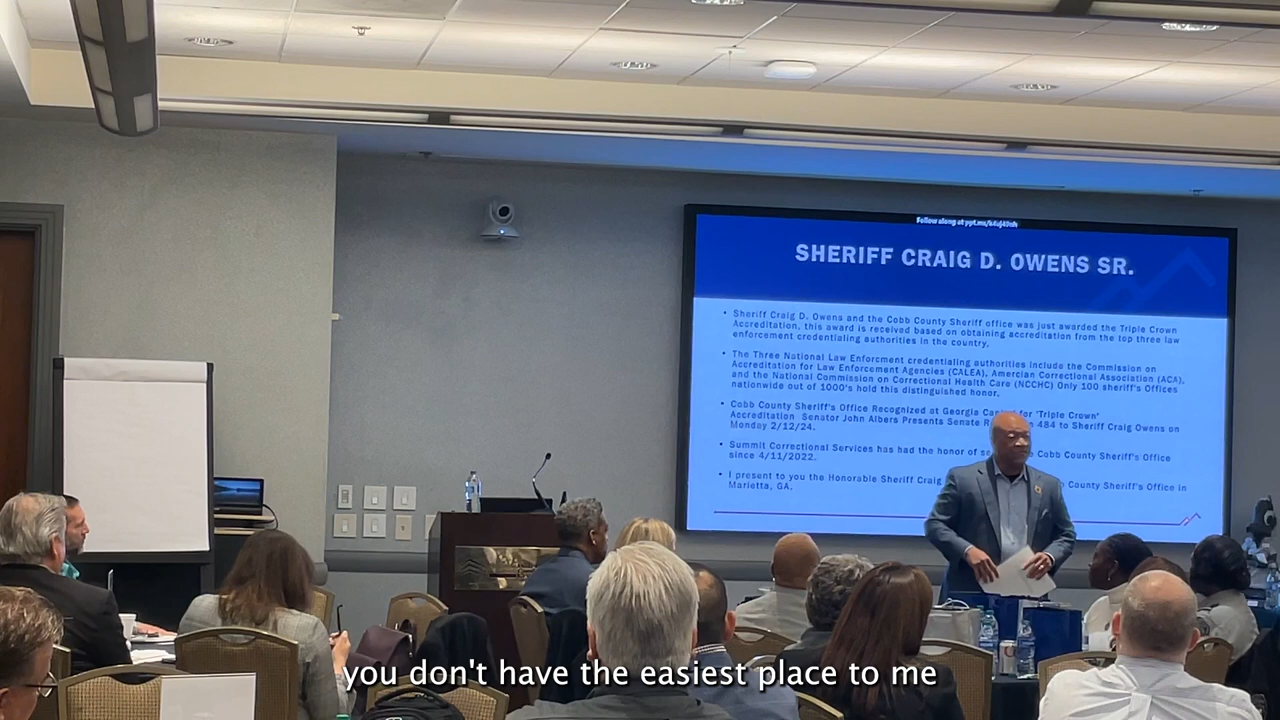 Follow along at
SHERIFF CRAIG D. OWENS SR.
• Sheriff Craig D. Owens and the Cobb County Sheriff office was just awarded the Triple Crown
Accreditation, this award is received based on obtaining accreditation from the top three law
enforcement credentialing authorities in the country.
• The Three National Law Enforcment credentialing authorities include the Commission on
Accreditation for Law Enforcement Agencies (CALEA), Amercian Correctional Association (ACA),
and the National Commission on Correctional Health Care (NCCHC) Only 100 sheriff's Offices
nationwide out of 1000's hold this distinguished honor.
• Cobb County Sheriff's Office Recognized at Georgia for 'Triple Crown'
Accreditation Senator John Albers Presents Senate 484 to Sheriff Craig Owens on
Monday 2/12/24.
• Summit Correctional Services has had the honor of Cobb County Sheriff's Office
since 4/11/2022.
• I present to you the Honorable Sheriff Craig County Sheriff's Office in
Marietta, GA.
you don't have the easiest place to me